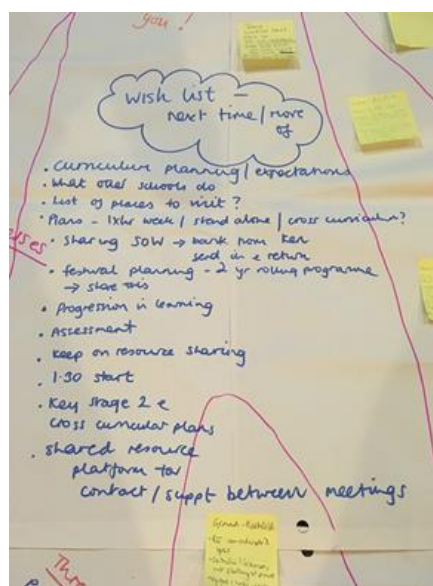 you!
wish list -
next time / more
of
. Curriculum planning / expectations
. What other schools do
. List of places to visit ?
. Plans - 1xhr week / stand alone / cross curriculum?
. Sharing SOW → bank from Ken
send in & return
. festival planning - 2 yr rolling programme
→ share this
. Progression in learning
. Assessment
. Keep on resource sharing
. 1.30 start
. Key Stage 2 e
cross curricular plans
. shared resource
platform for
contact / suppt between meetings